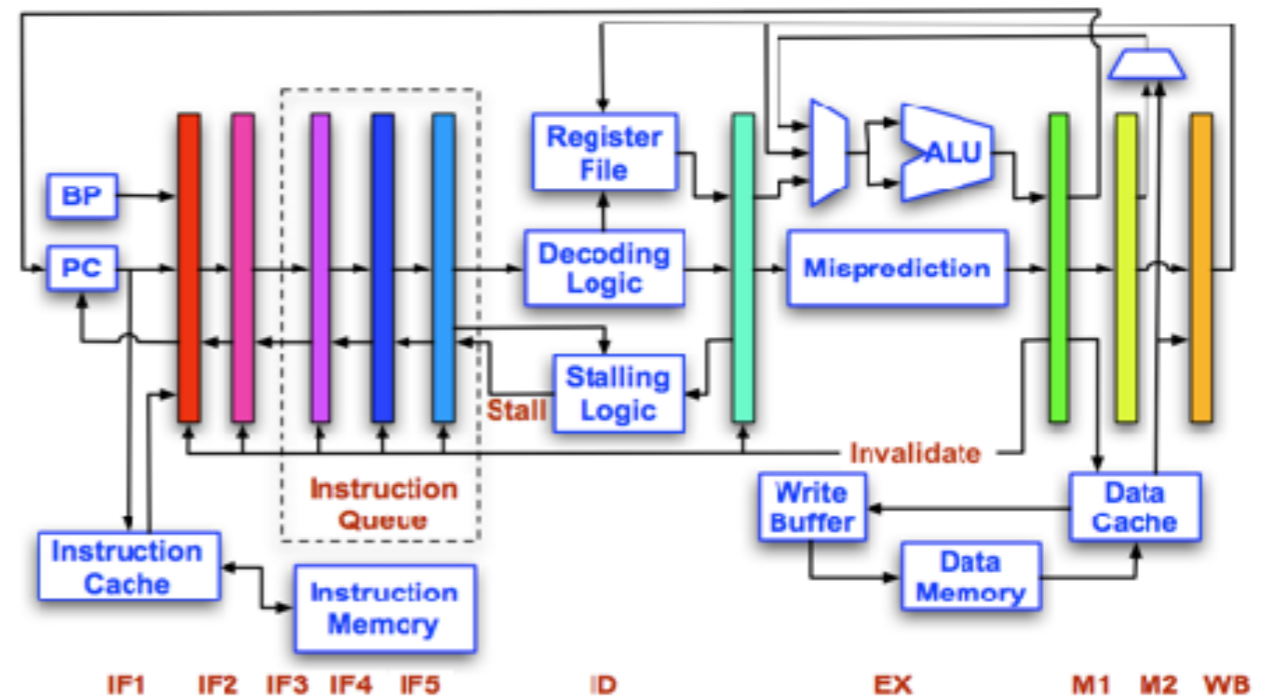 BP
PC
Register
File
ALU
Decoding
Logic
Misprediction
Stalling
Logic
Stall
Invalidate
Instruction
Queue
Write
Buffer
Data
Cache
Instruction
Cache
Data
Memory
Instruction
Memory
IF1 IF2 IF3 IF4 IF5 ID EX M1 M2 WB